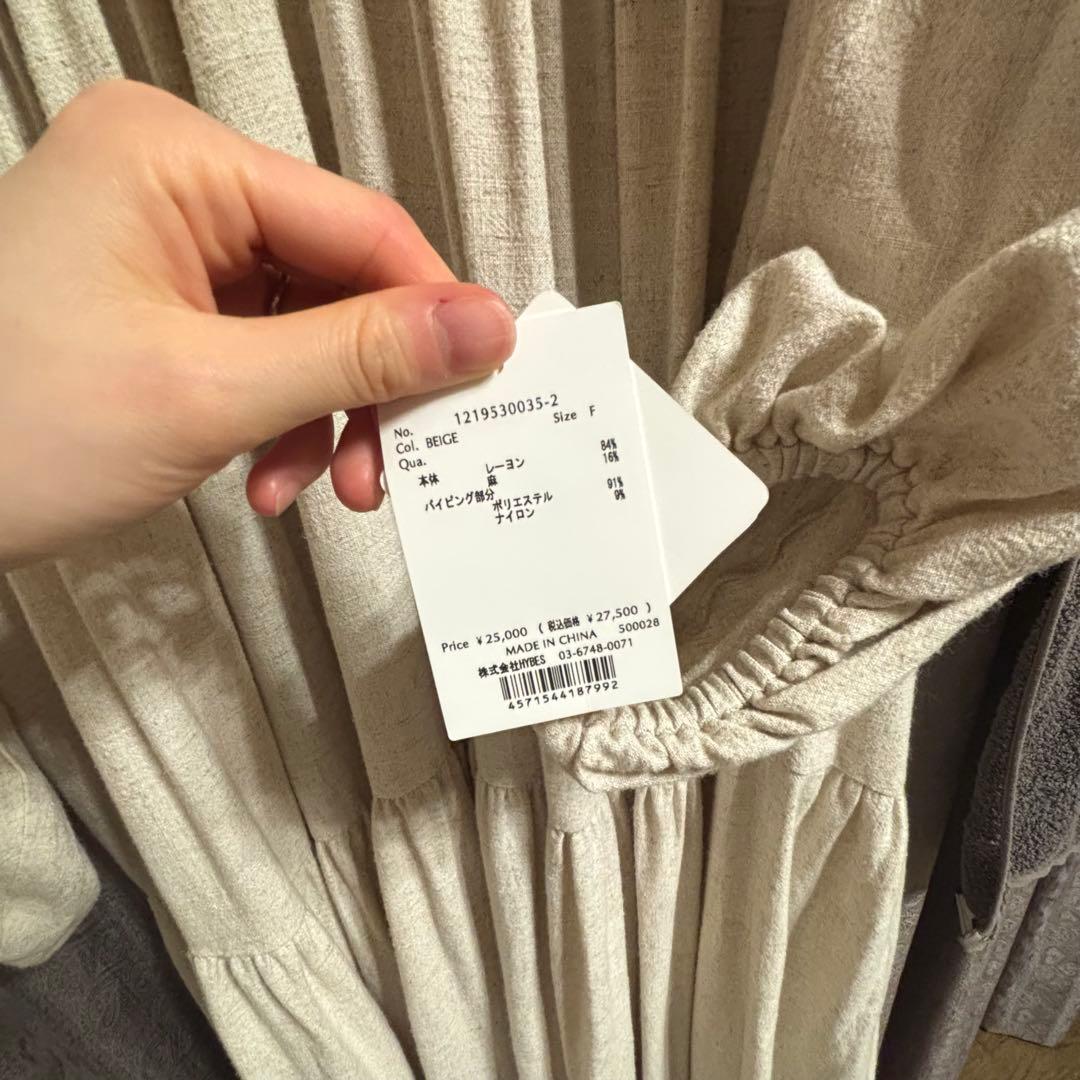 No. 1219530035-2
Col. BEIGE Size F
Qua.
本体 レーヨン 84%
麻 16%
パイピング部分
ポリエステル 91%
ナイロン 9%
Price ¥25,000 (税込価格 ¥27,500)
MADE IN CHINA 500028
株式会社HYBES 03-6748-0071
4571544187992